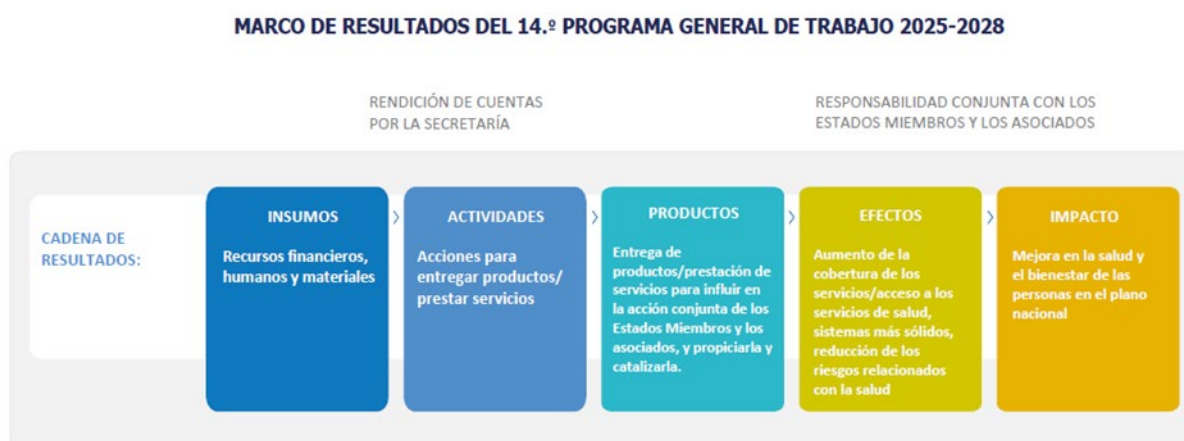 MARCO DE RESULTADOS DEL 14.º PROGRAMA GENERAL DE TRABAJO 2025-2028
RENDICIÓN DE CUENTAS
POR LA SECRETARÍA
RESPONSABILIDAD CONJUNTA CON LOS
ESTADOS MIEMBROS Y LOS ASOCIADOS
CADENA DE
RESULTADOS:
INSUMOS
Recursos financieros,
humanos y materiales
ACTIVIDADES
Acciones para
entregar productos/
prestar servicios
PRODUCTOS
Entrega de
productos/prestación de
servicios para influir en
la acción conjunta de los
Estados Miembros y los
asociados, y propiciarla y
catalizarla.
EFECTOS
Aumento de la
cobertura de los
servicios/acceso a los
servicios de salud,
sistemas más sólidos,
reducción de los
riesgos relacionados
con la salud
IMPACTO
Mejora en la salud y
el bienestar de las
personas en el plano
nacional